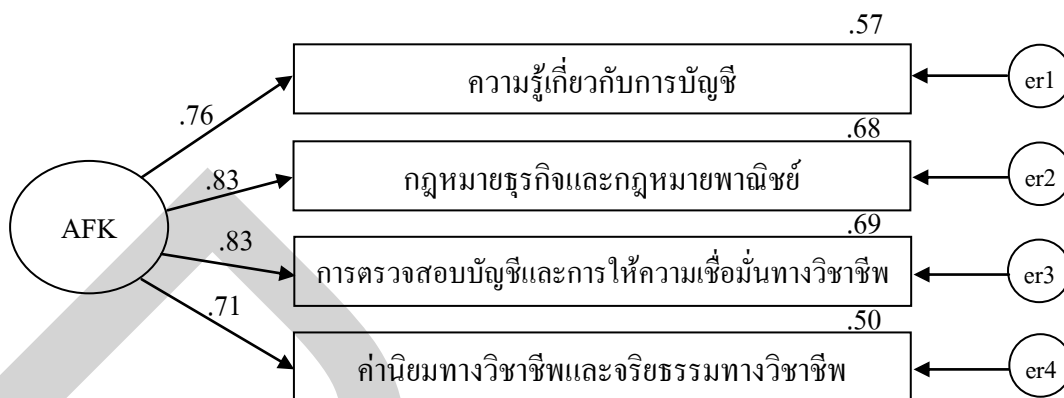 .57
ความรู้เกี่ยวกับการบัญชี
er1
.76
.68
กฎหมายธุรกิจและกฎหมายพาณิชย์
er2
.83
AFK
.69
.83
การตรวจสอบบัญชีและการให้ความเชื่อมั่นทางวิชาชีพ
er3
.71
.50
ค่านิยมทางวิชาชีพและจริยธรรมทางวิชาชีพ
er4